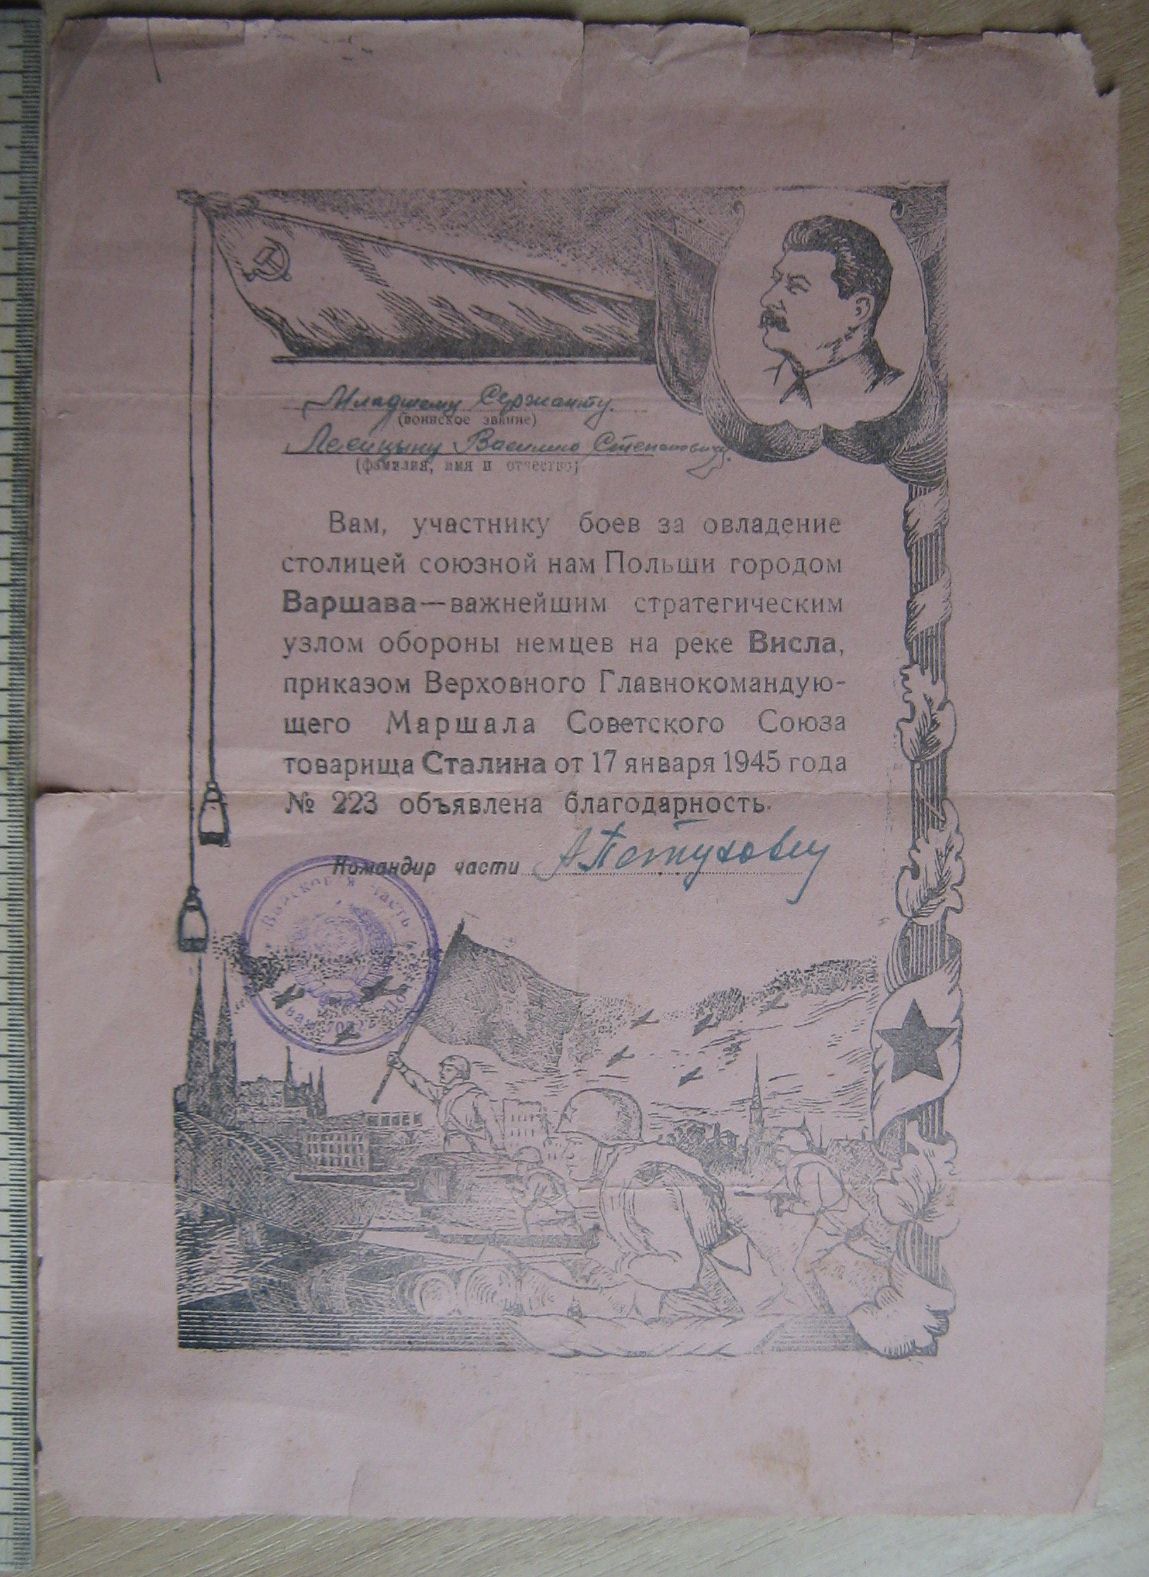 Младшему Сержанту.
(воинское звание)
Василию Степановичу
(фамилия, имя и отчество)
Вам, участнику боев за овладение
столицей союзной нам Польши городом
Варшава—важнейшим стратегическим
узлом обороны немцев на реке Висла,
приказом Верховного Главнокомандую-
щего Маршала Советского Союза
товарища Сталина от 17 января 1945 года
№ 223 объявлена благодарность.
Командир части